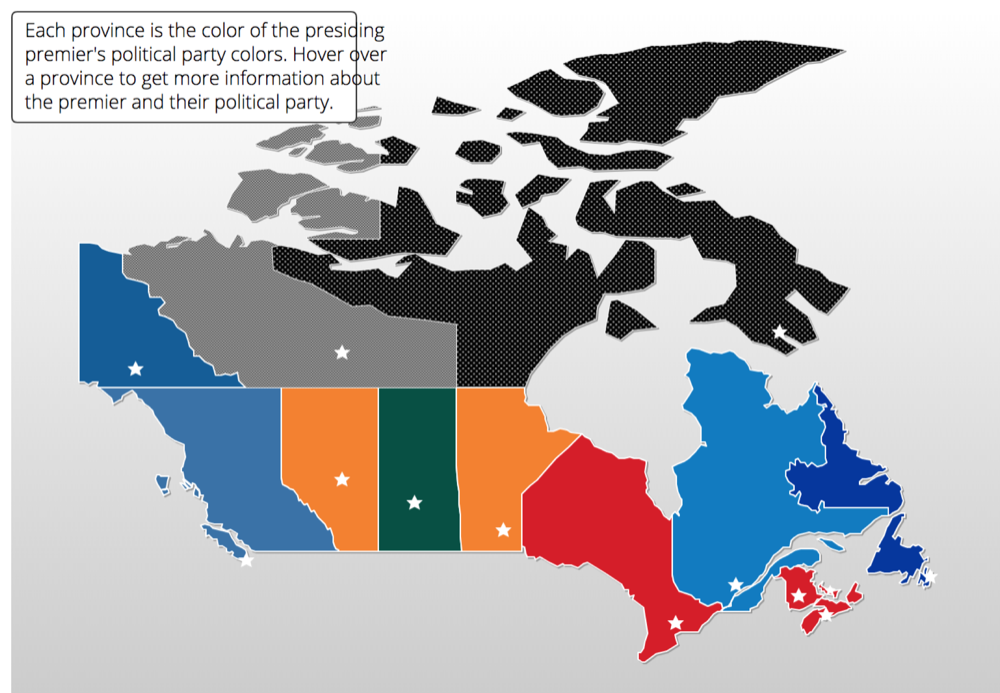 Each province is the color of the presiding
premier's political party colors. Hover over
a province to get more information about
the premier and their political party.